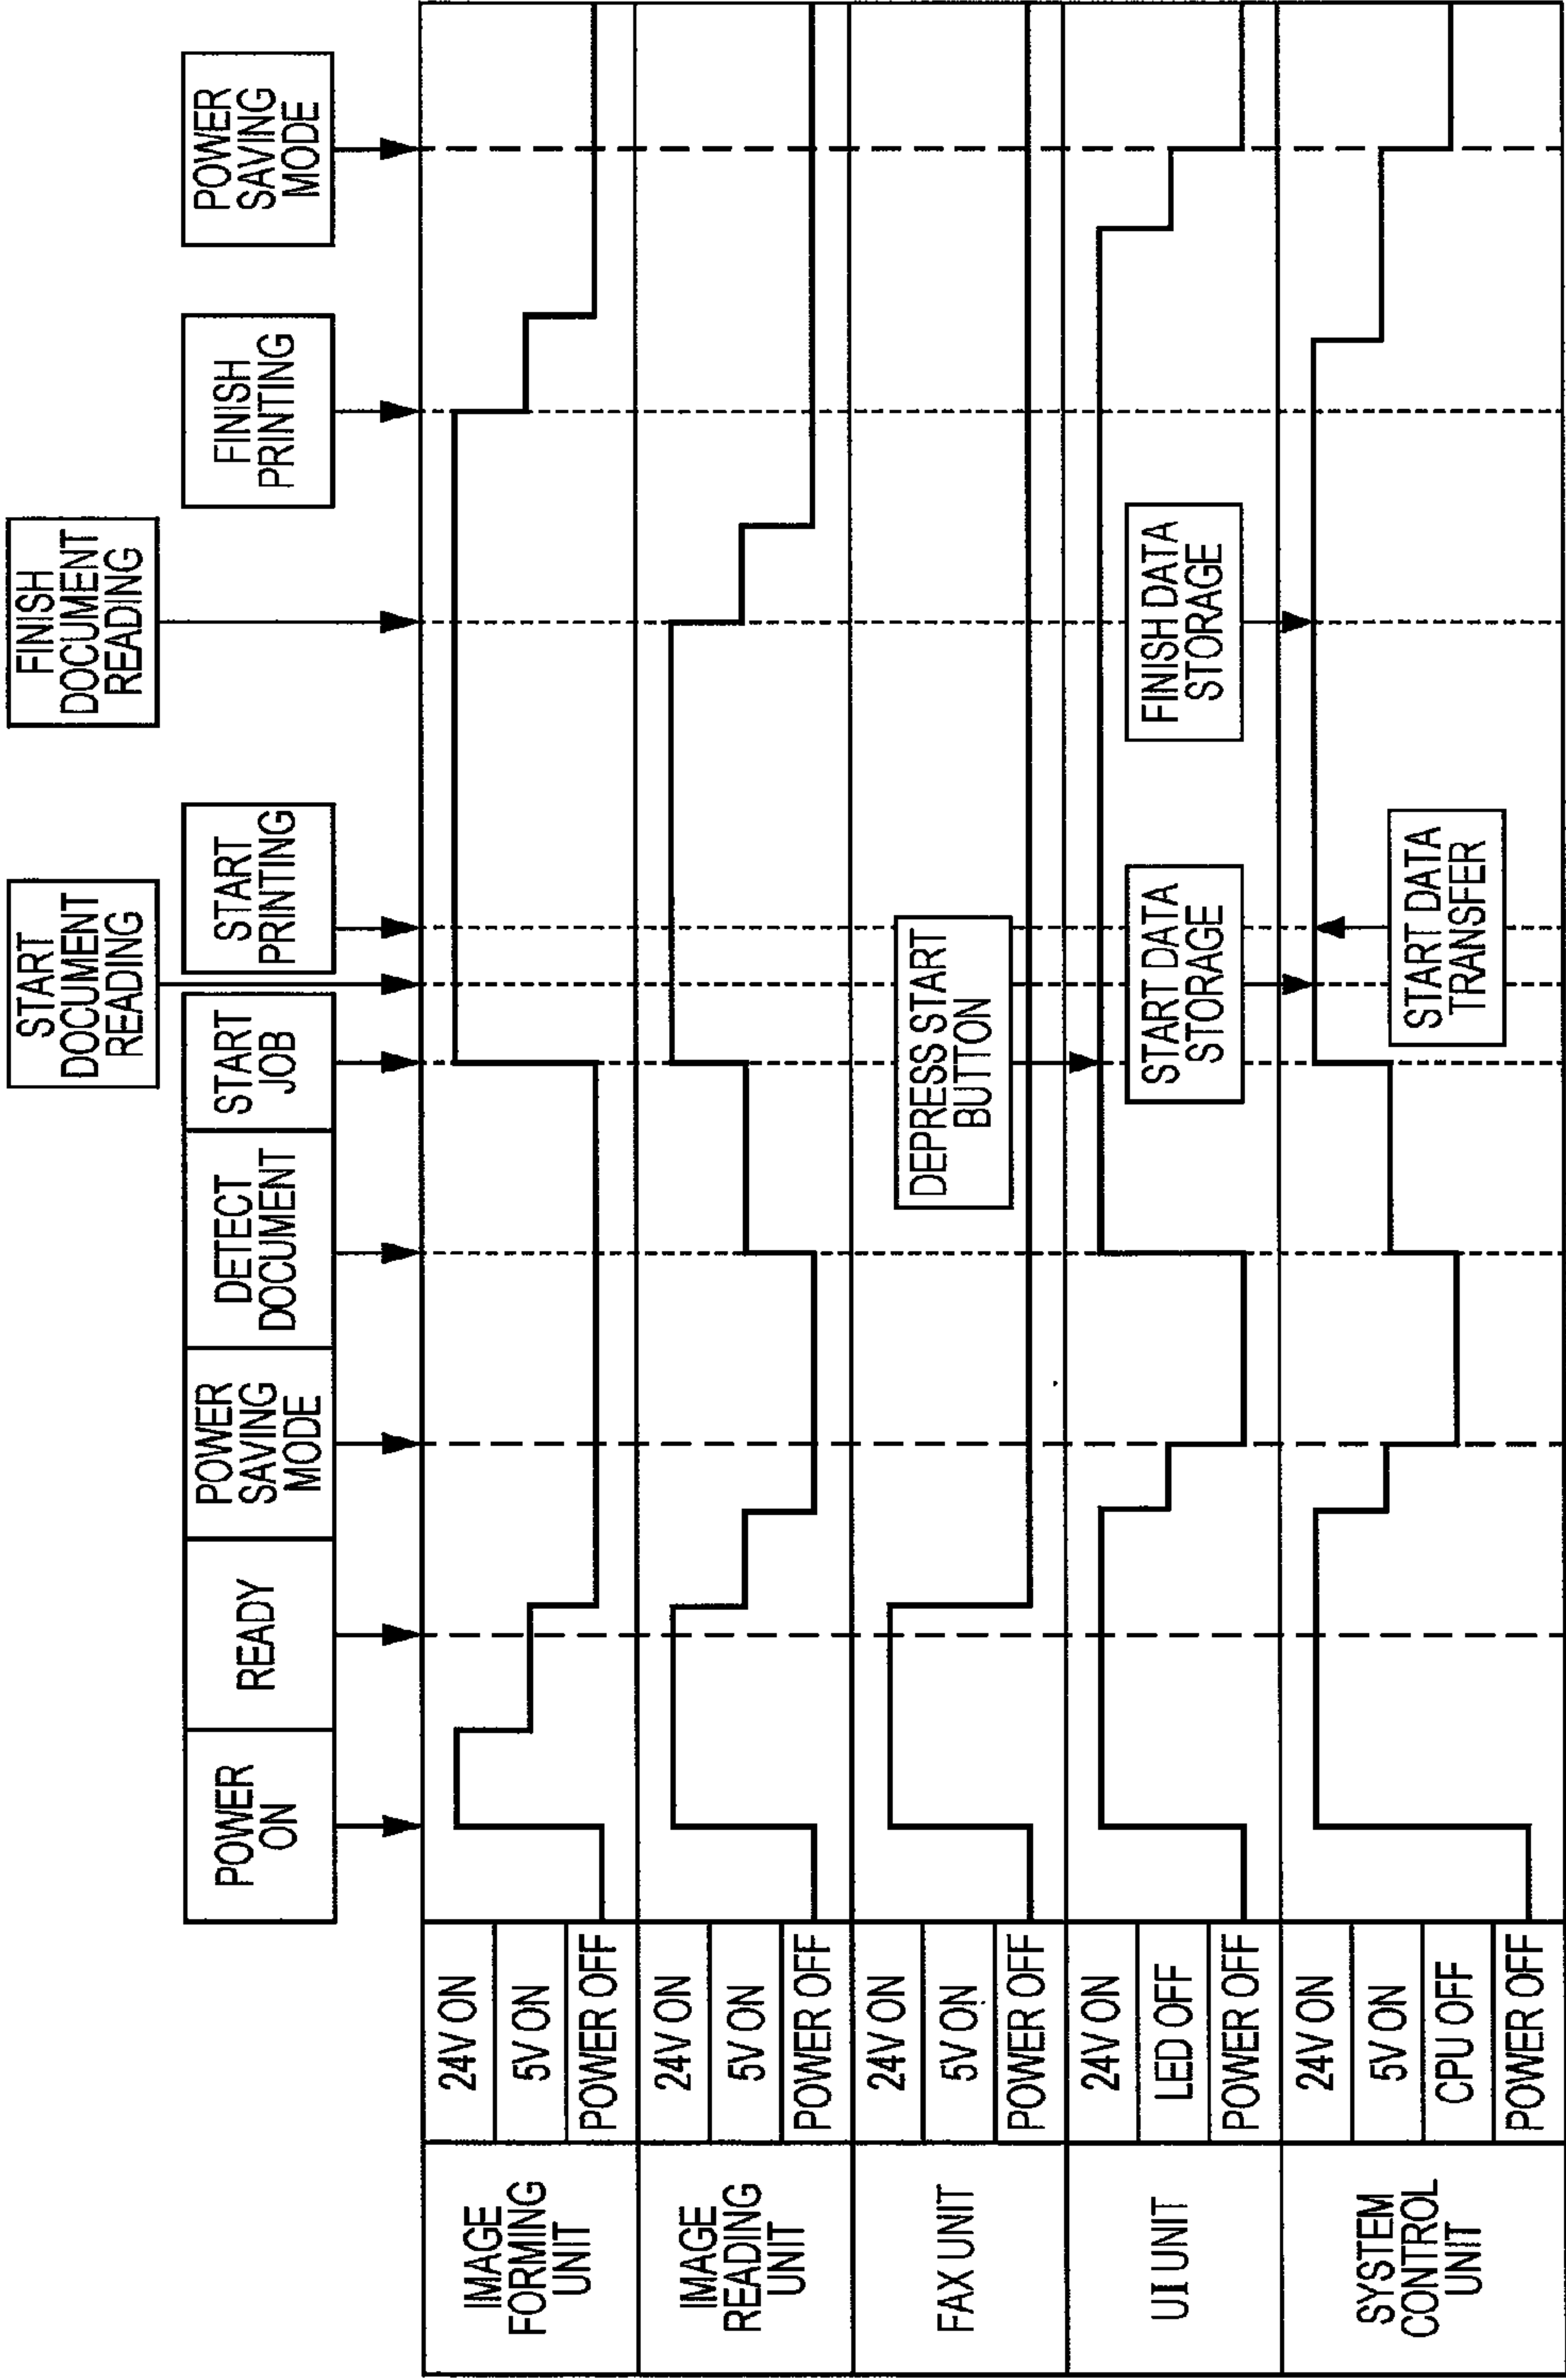 START
DOCUMENT
READING
FINISH
DOCUMENT
READING
POWER
ON
READY
POWER
SAVING
MODE
DETECT
DOCUMENT
START
JOB
START
PRINTING
FINISH
PRINTING
POWER
SAVING
MODE
IMAGE
FORMING
UNIT
24V ON
5V ON
POWER OFF
IMAGE
READING
UNIT
24V ON
5V ON
POWER OFF
FAX UNIT
24V ON
5V ON
POWER OFF
DEPRESS START
BUTTON
UI UNIT
24V ON
LED OFF
POWER OFF
START DATA
STORAGE
FINISH DATA
STORAGE
SYSTEM
CONTROL
UNIT
24V ON
5V ON
CPU OFF
POWER OFF
START DATA
TRANSFER